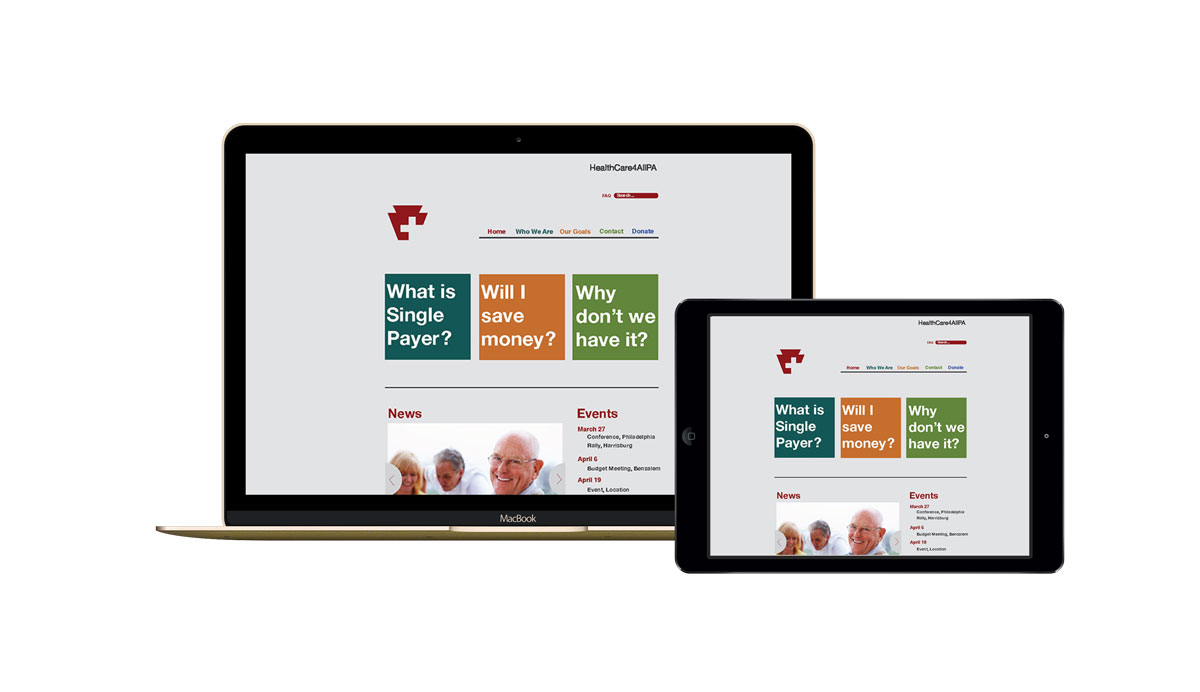 HealthCare4AllPA
FAQ Search...
Home Who We Are Our Goals Contact Donate
What is
Single
Payer?
Will I
save
money?
Why
don't we
have it?
News
Events
March 27
Conference, Philadelphia
Rally, Harrisburg
April 6
Budget Meeting, Bensalem
April 19
Event, Location
MacBook
HealthCare4AllPA
FAQ Search...
Home Who We Are Our Goals Contact Donate
What is
Single
Payer?
Will I
save
money?
Why
don't we
have it?
News
Events
March 27
Conference, Philadelphia
Rally, Harrisburg
April 6
Budget Meeting, Bensalem
April 19
Event, Location